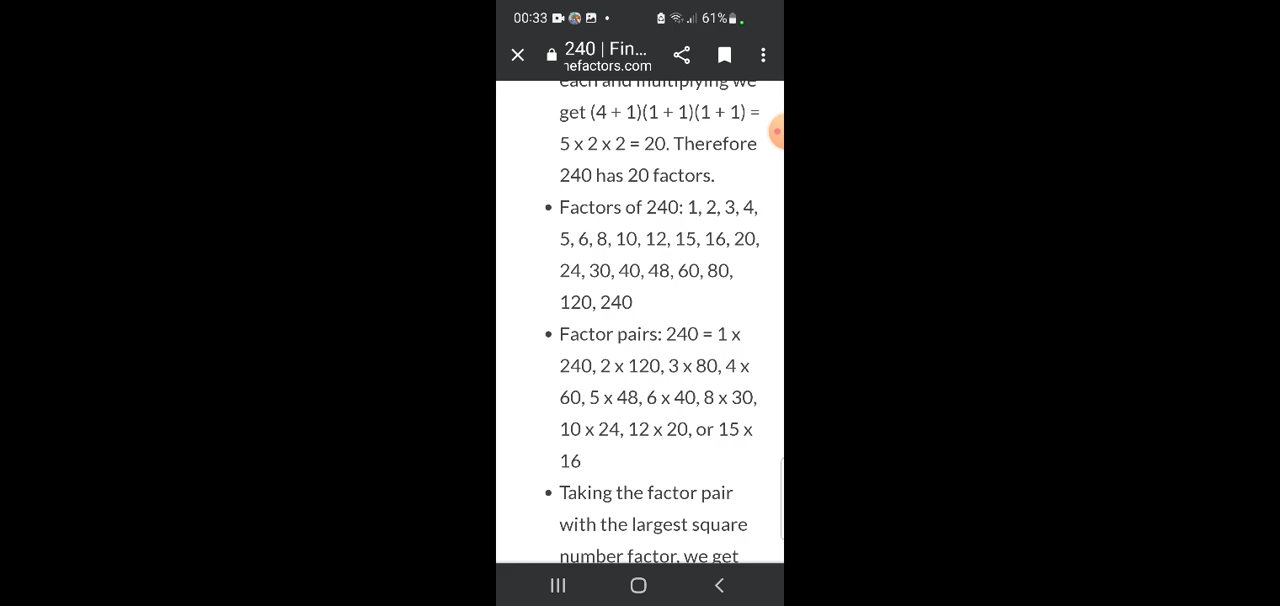 00:33
61%
240 | Fin...
nefactors.com
each and multiplying we
get (4 + 1)(1 + 1)(1 + 1) =
5 x 2 x 2 = 20. Therefore
240 has 20 factors.
• Factors of 240: 1, 2, 3, 4,
5, 6, 8, 10, 12, 15, 16, 20,
24, 30, 40, 48, 60, 80,
120, 240
• Factor pairs: 240 = 1 x
240, 2 x 120, 3 x 80, 4 x
60, 5 x 48, 6 x 40, 8 x 30,
10 x 24, 12 x 20, or 15 x
16
• Taking the factor pair
with the largest square
number factor, we get